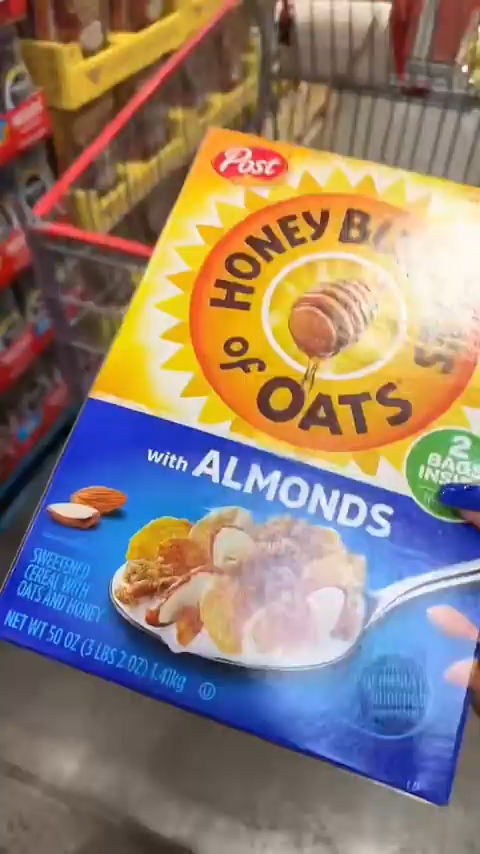 Post
HONEY
of
OATS
with ALMONDS
2
BAGS
SWEETENED
CEREAL WITH
OATS AND HONEY
NET WT 50 OZ (3 LBS 2 OZ) 1.41kg